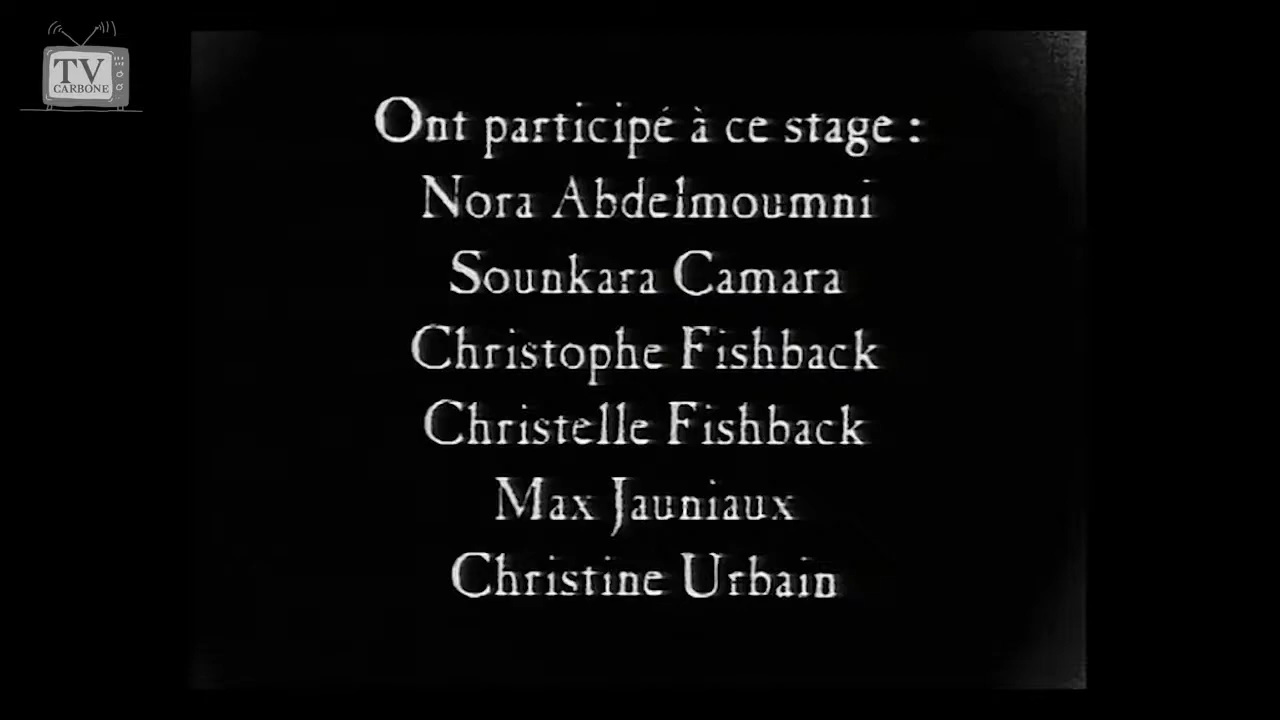 TV
CARBONE
Ont participé à ce stage :
Nora Abdelmoumni
Sounkara Camara
Christophe Fishback
Christelle Fishback
Max Jauniaux
Christine Urbain